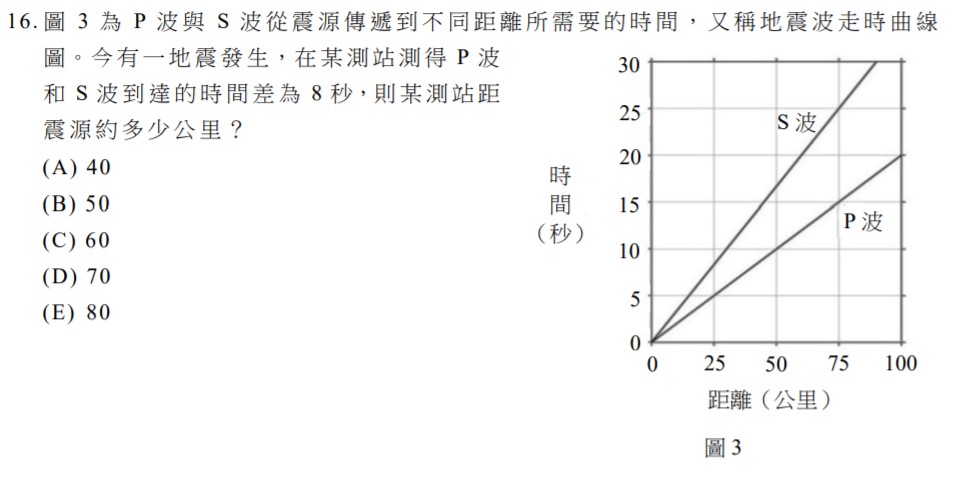 16. 圖 3 為 P 波與 S 波從震源傳遞到不同距離所需要的時間，又稱地震波走時曲線
圖。今有一地震發生，在某測站測得 P 波
和 S 波到達的時間差為 8 秒，則某測站距
震源約多少公里？
(A) 40
(B) 50
(C) 60
(D) 70
(E) 80
時
間
（秒）
30
25
20
15
10
5
0
S 波
P 波
0 25 50 75 100
距離（公里）
圖 3